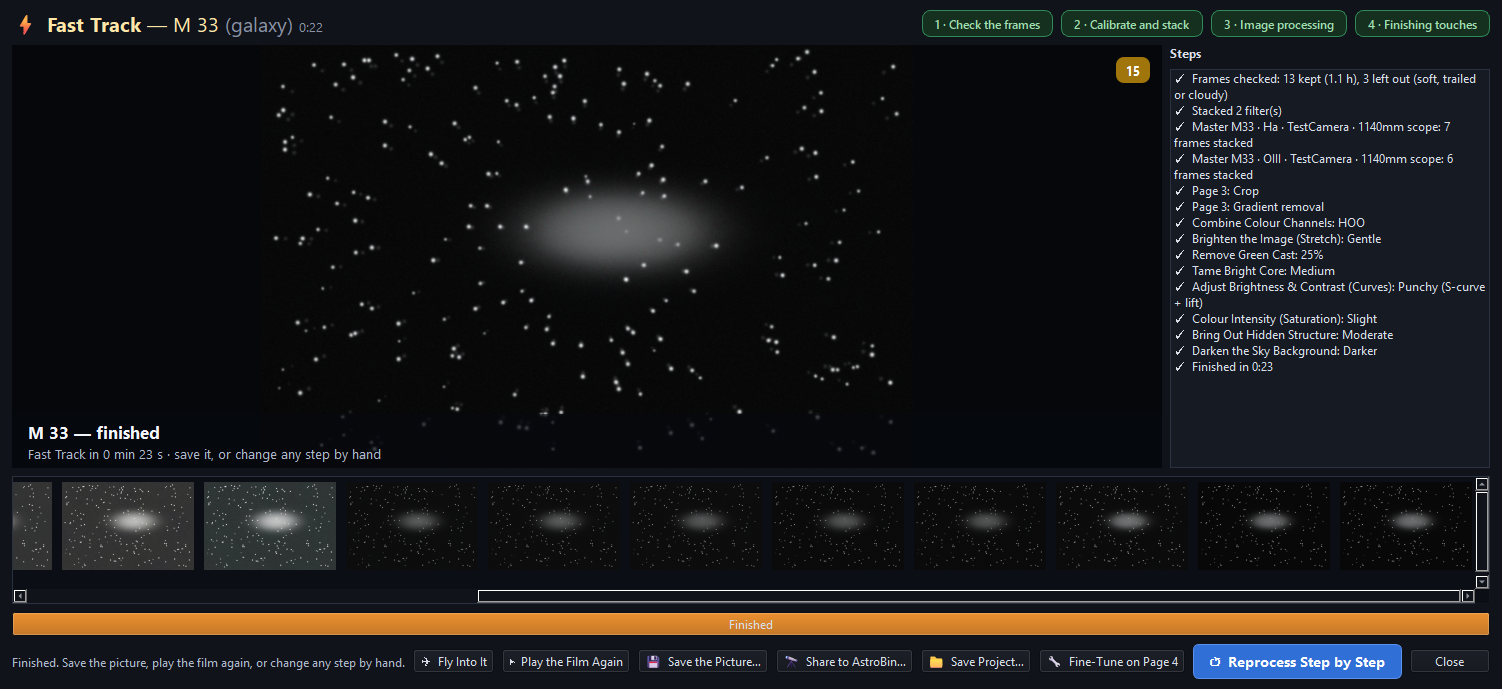 Fast Track — M 33 (galaxy) 0:22
1 · Check the frames
2 · Calibrate and stack
3 · Image processing
4 · Finishing touches
15
Steps
✓ Frames checked: 13 kept (1.1 h), 3 left out (soft, trailed
or cloudy)
✓ Stacked 2 filter(s)
✓ Master M33 · Ha · TestCamera · 1140mm scope: 7
frames stacked
✓ Master M33 · OIII · TestCamera · 1140mm scope: 6
frames stacked
✓ Page 3: Crop
✓ Page 3: Gradient removal
✓ Combine Colour Channels: HOO
✓ Brighten the Image (Stretch): Gentle
✓ Remove Green Cast: 25%
✓ Tame Bright Core: Medium
✓ Adjust Brightness & Contrast (Curves): Punchy (S-curve
+ lift)
✓ Colour Intensity (Saturation): Slight
✓ Bring Out Hidden Structure: Moderate
✓ Darken the Sky Background: Darker
✓ Finished in 0:23
M 33 — finished
Fast Track in 0 min 23 s · save it, or change any step by hand
Finished
Finished. Save the picture, play the film again, or change any step by hand.
Fly Into It
Play the Film Again
Save the Picture...
Share to AstroBin...
Save Project...
Fine-Tune on Page 4
Reprocess Step by Step
Close